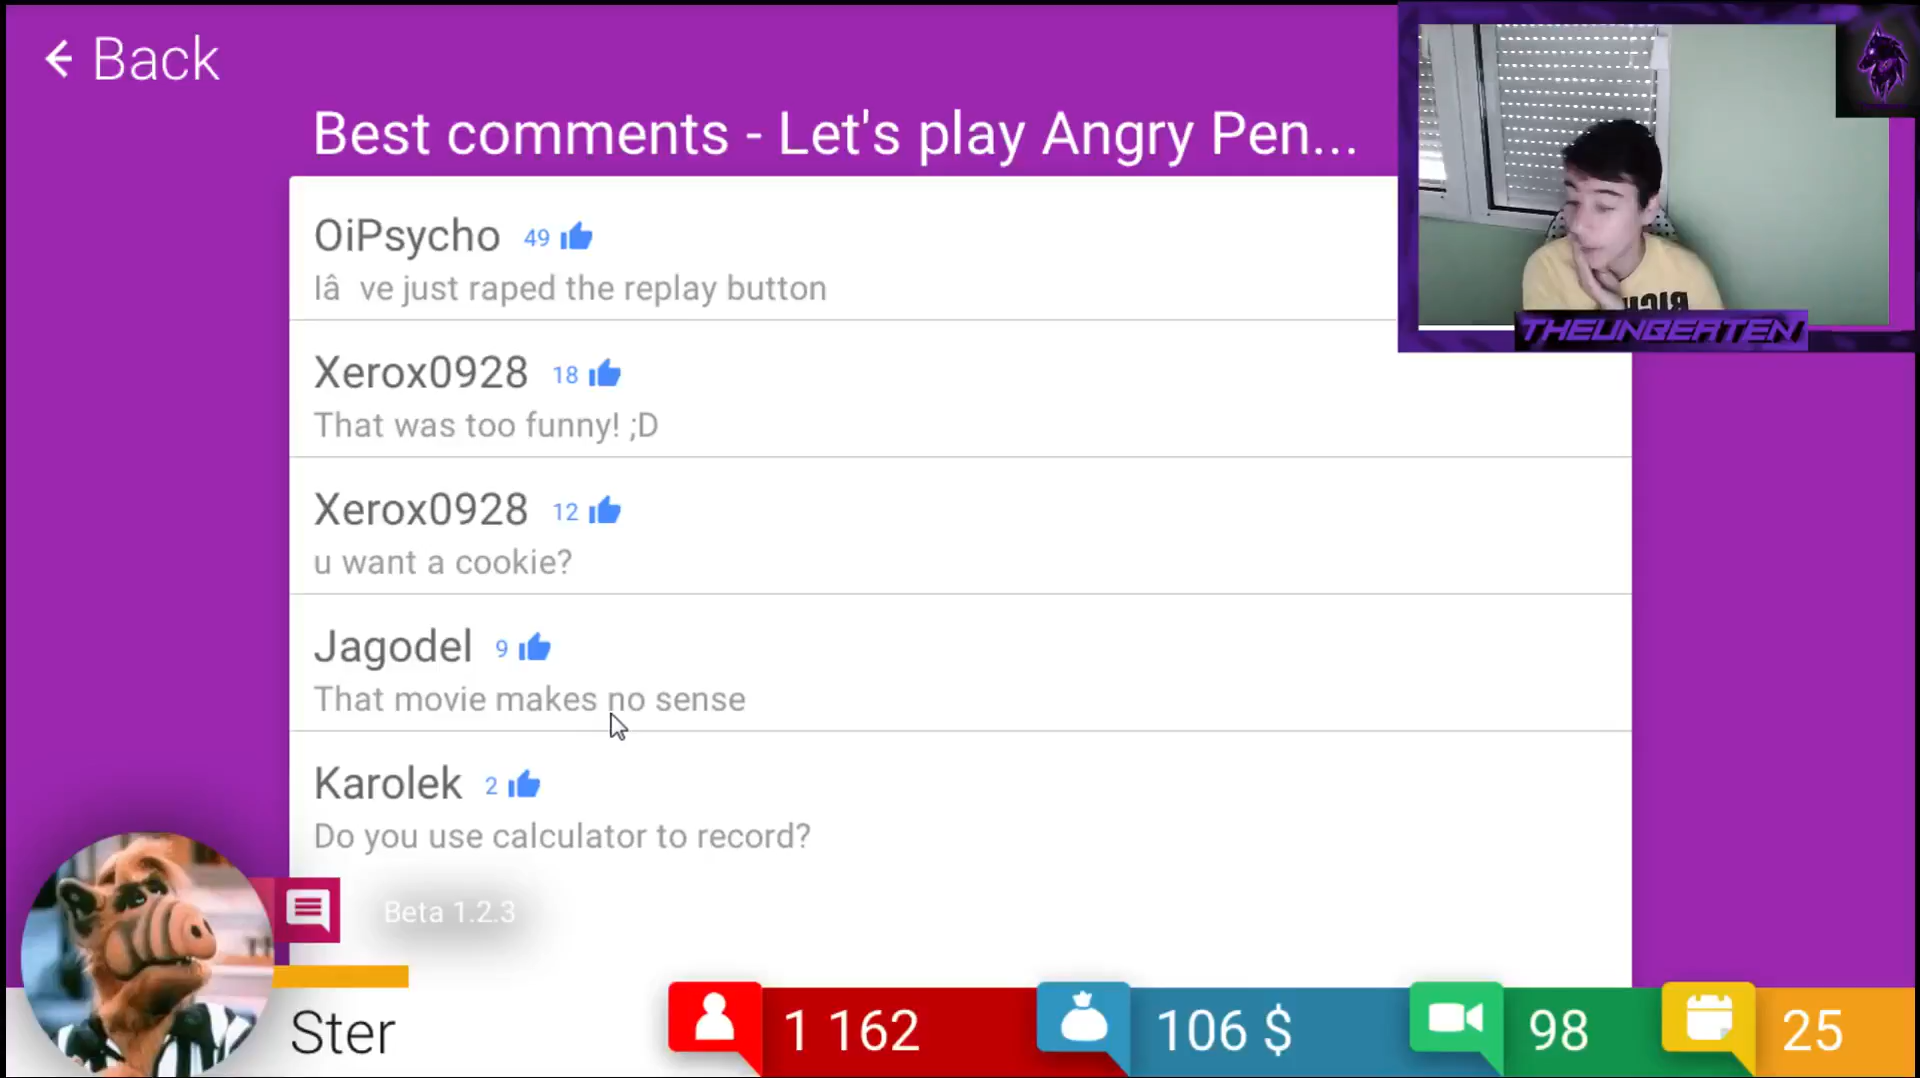 Back
Best comments - Let's play Angry Pen...
OiPsycho 49
Iâ ve just raped the replay button
Xerox0928 18
That was too funny! ;D
Xerox0928 12
u want a cookie?
Jagodel 9
That movie makes no sense
Karolek 2
Do you use calculator to record?
Beta 1.2.3
Ster
1 162
106 $
98
25
THEUNBEATEN